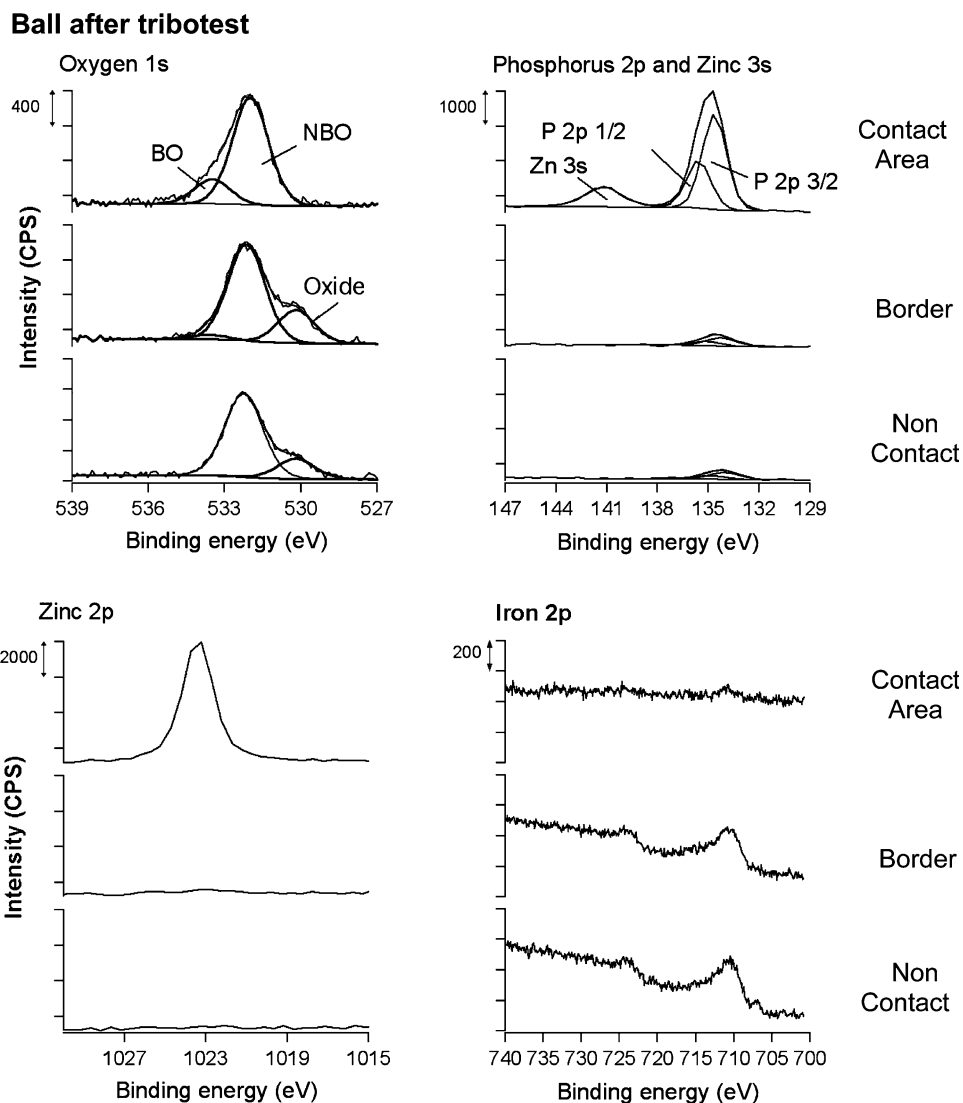 Ball after tribotest
Oxygen 1s
400
BO
NBO
Oxide
Intensity (CPS)
539 536 532 530 527
Binding energy (eV)
Phosphorus 2p and Zinc 3s
1000
P 2p 1/2
Zn 3s
P 2p 3/2
Contact
Area
Border
Non
Contact
147 144 141 138 135 132 129
Binding energy (eV)
Zinc 2p
2000
Intensity (CPS)
1027 1023 1019 1015
Binding energy (eV)
Iron 2p
200
Contact
Area
Border
Non
Contact
740 735 730 725 720 715 710 705 700
Binding energy (eV)